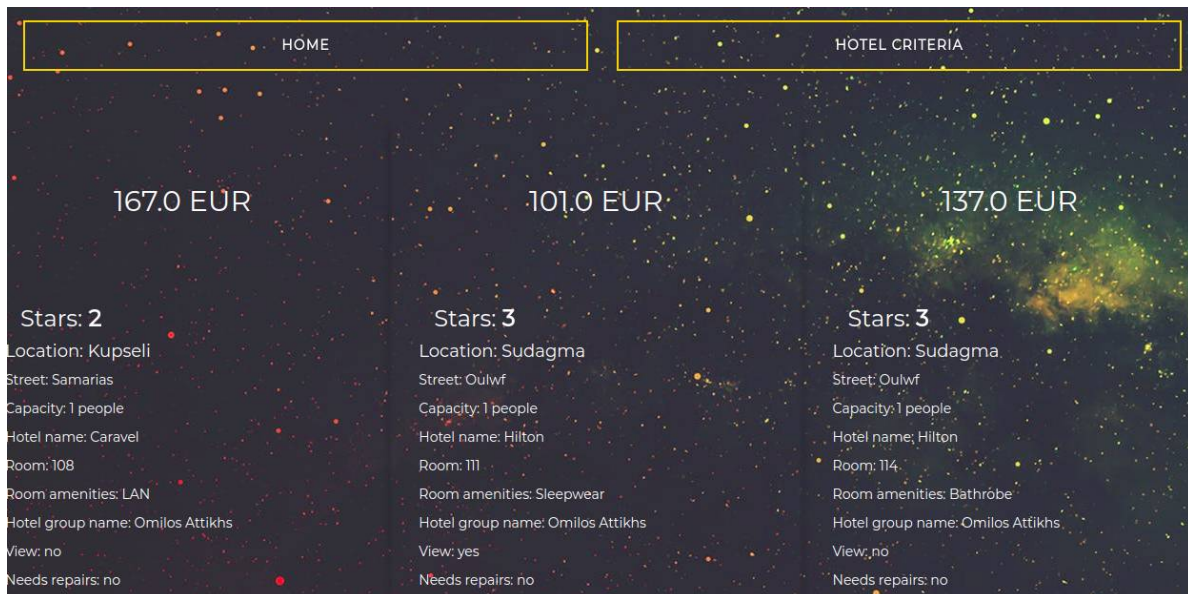 HOME
HOTEL CRITERIA
167.0 EUR
Stars: 2
Location: Kupseli
Street: Samarias
Capacity: 1 people
Hotel name: Caravel
Room: 108
Room amenities: LAN
Hotel group name: Omilos Attikhs
View: no
Needs repairs: no
101.0 EUR
Stars: 3
Location: Sudagma
Street: Oulwf
Capacity: 1 people
Hotel name: Hilton
Room: 111
Room amenities: Sleepwear
Hotel group name: Omilos Attikhs
View: yes
Needs repairs: no
137.0 EUR
Stars: 3
Location: Sudagma
Street: Oulwf
Capacity: 1 people
Hotel name: Hilton
Room: 114
Room amenities: Bathrobe
Hotel group name: Omilos Attikhs
View: no
Needs repairs: no